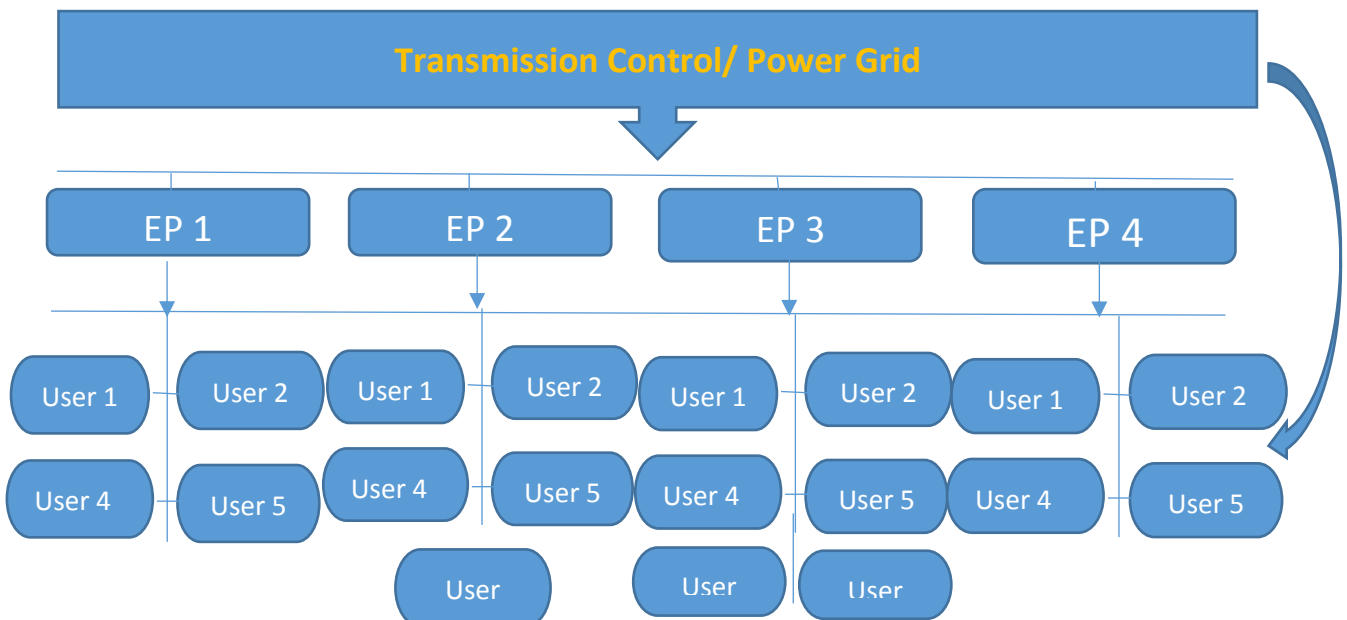 Transmission Control/ Power Grid
EP 1
EP 2
EP 3
EP 4
User 1
User 2
User 1
User 2
User 1
User 2
User 1
User 2
User 4
User 5
User 4
User 5
User 4
User 5
User 4
User 5
User
User
User